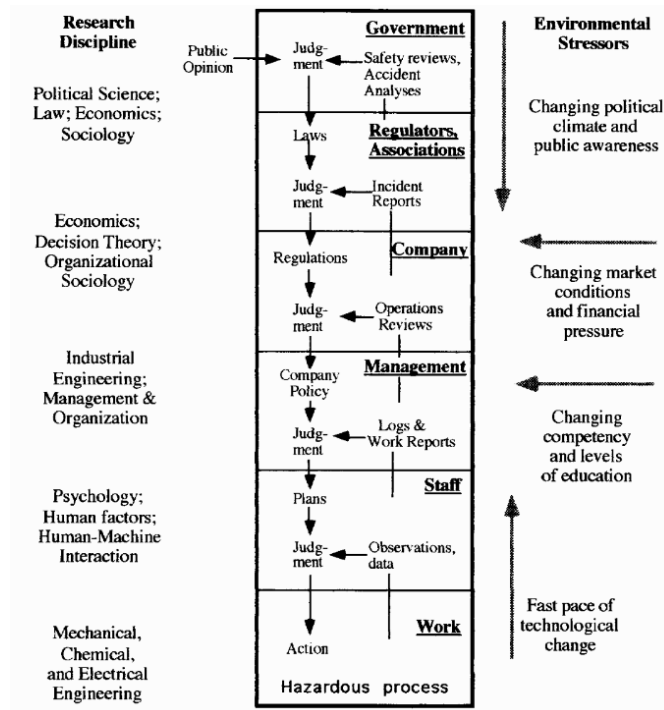 Research
Discipline
Political Science;
Law; Economics;
Sociology
Economics;
Decision Theory;
Organizational
Sociology
Industrial
Engineering;
Management &
Organization
Psychology;
Human factors;
Human-Machine
Interaction
Mechanical,
Chemical,
and Electrical
Engineering
Public
Opinion
Government
Judg-
ment
Safety reviews,
Accident
Analyses
Laws
Regulators,
Associations
Judg-
ment
Incident
Reports
Company
Regulations
Judg-
ment
Operations
Reviews
Management
Company
Policy
Judg-
ment
Logs &
Work Reports
Staff
Plans
Judg-
ment
Observations,
data
Work
Action
Hazardous process
Environmental
Stressors
Changing political
climate and
public awareness
Changing market
conditions
and financial
pressure
Changing
competency
and levels
of education
Fast pace of
technological
change